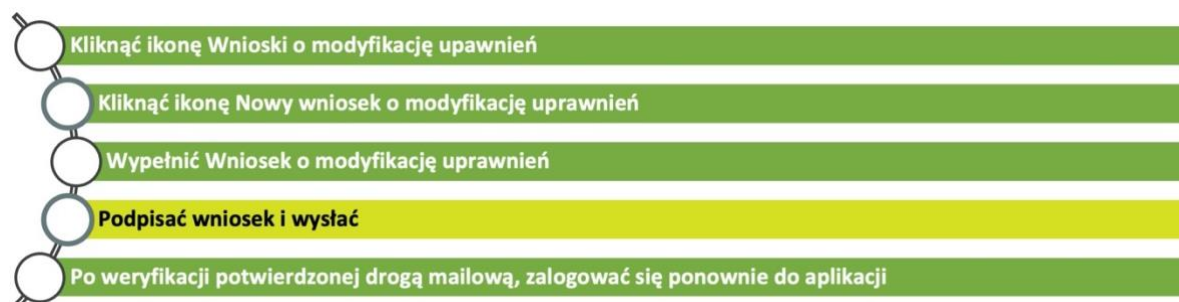 Kliknąć ikonę Wnioski o modyfikację upawnień
Kliknąć ikonę Nowy wniosek o modyfikację uprawnień
Wypełnić Wniosek o modyfikację uprawnień
Podpisać wniosek i wysłać
Po weryfikacji potwierdzonej drogą mailową, zalogować się ponownie do aplikacji